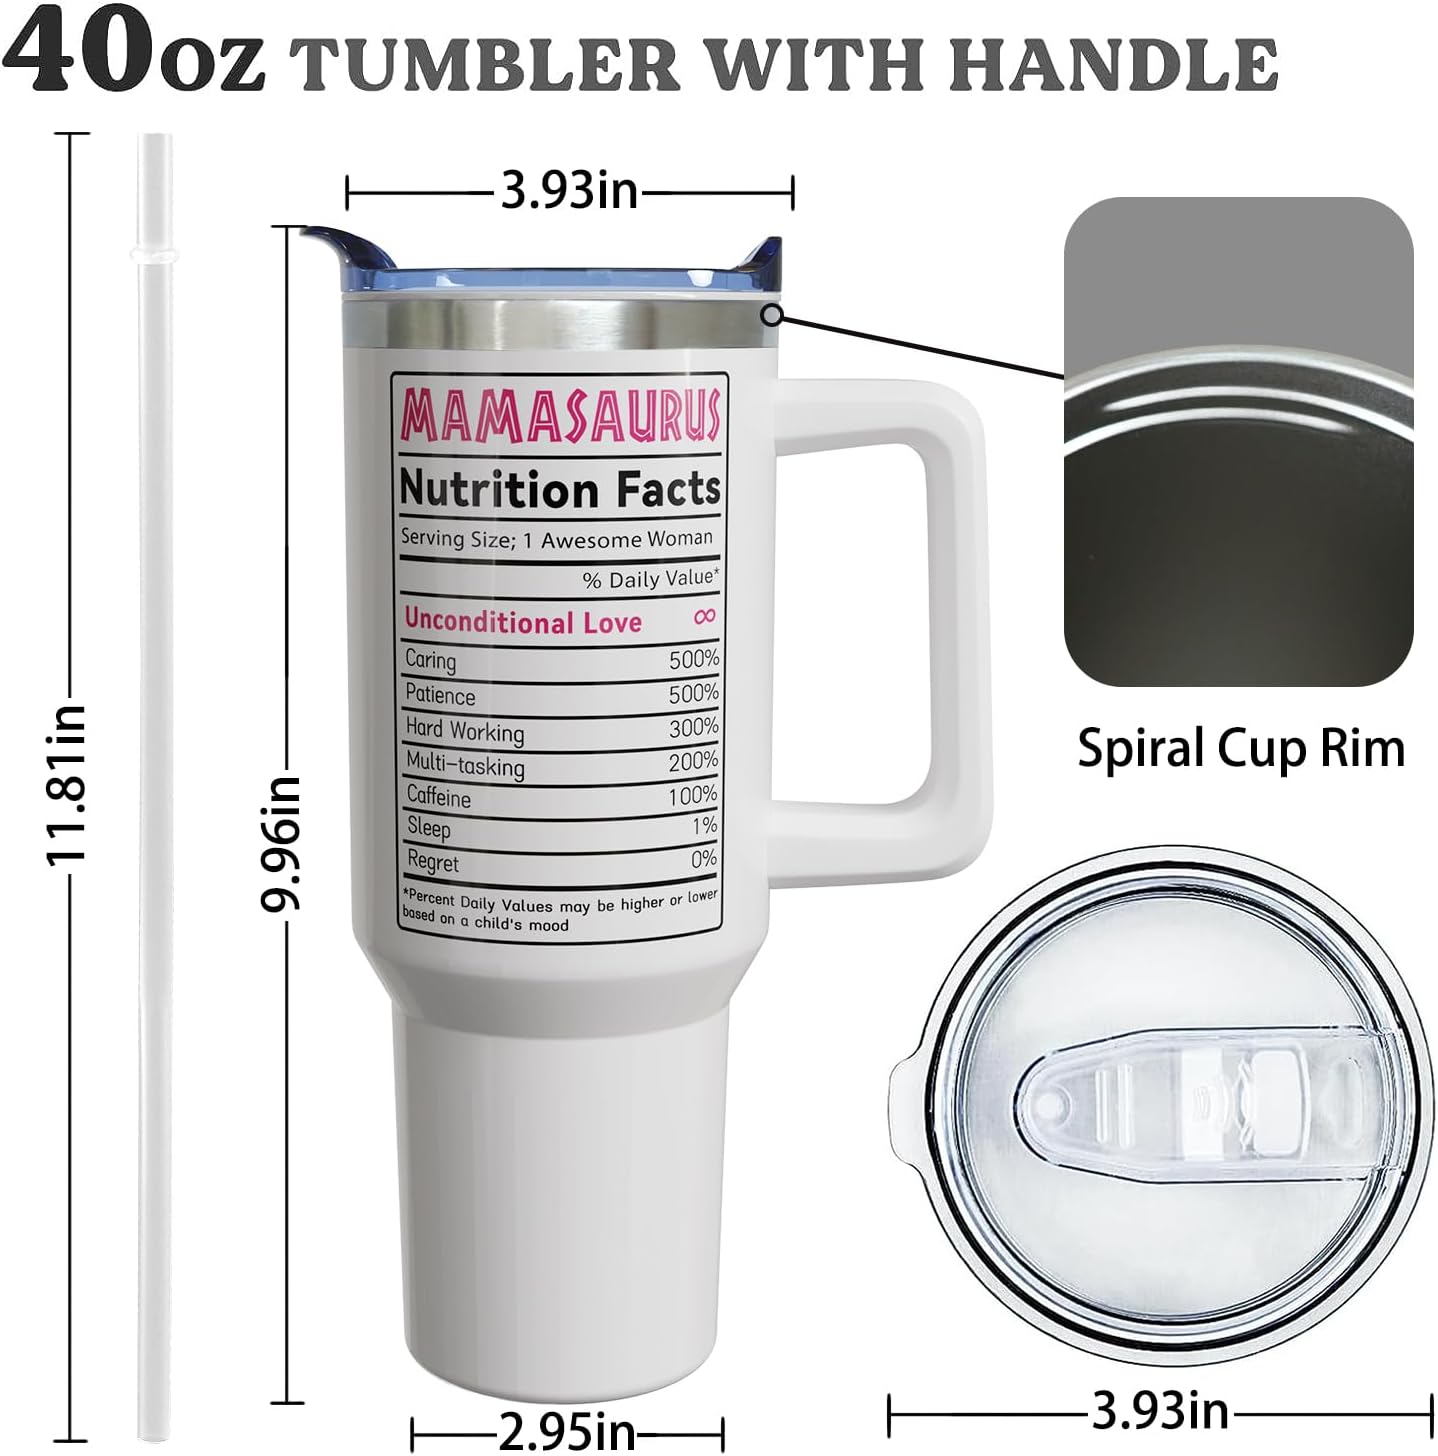 40oz TUMBLER WITH HANDLE
3.93in
MAMASAURUS
Nutrition Facts
Serving Size; 1 Awesome Woman
% Daily Value*
Unconditional Love ∞
Caring 500%
Patience 500%
Hard Working 300%
Multi-tasking 200%
Caffeine 100%
Sleep 1%
Regret 0%
*Percent Daily Values may be higher or lower
based on a child's mood
11.81in
9.96in
Spiral Cup Rim
2.95in
3.93in